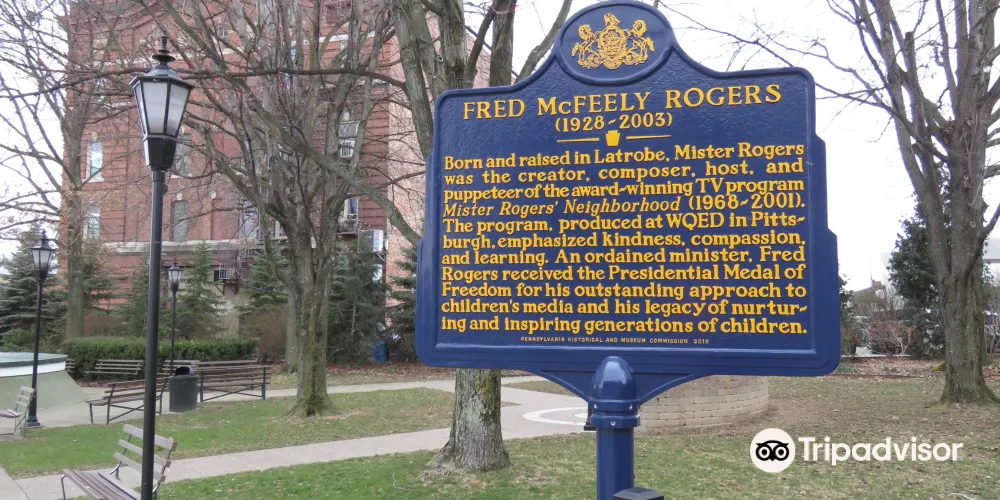 FRED McFEELY ROGERS
(1928-2003)
Born and raised in Latrobe, Mister Rogers
was the creator, composer, host, and
puppeteer of the award-winning TV program
Mister Rogers' Neighborhood (1968-2001).
The program, produced at WQED in Pitts-
burgh, emphasized kindness, compassion,
and learning. An ordained minister, Fred
Rogers received the Presidential Medal of
Freedom for his outstanding approach to
children's media and his legacy of nurtur-
ing and inspiring generations of children.
PENNSYLVANIA HISTORICAL AND MUSEUM COMMISSION 2016
Tripadvisor